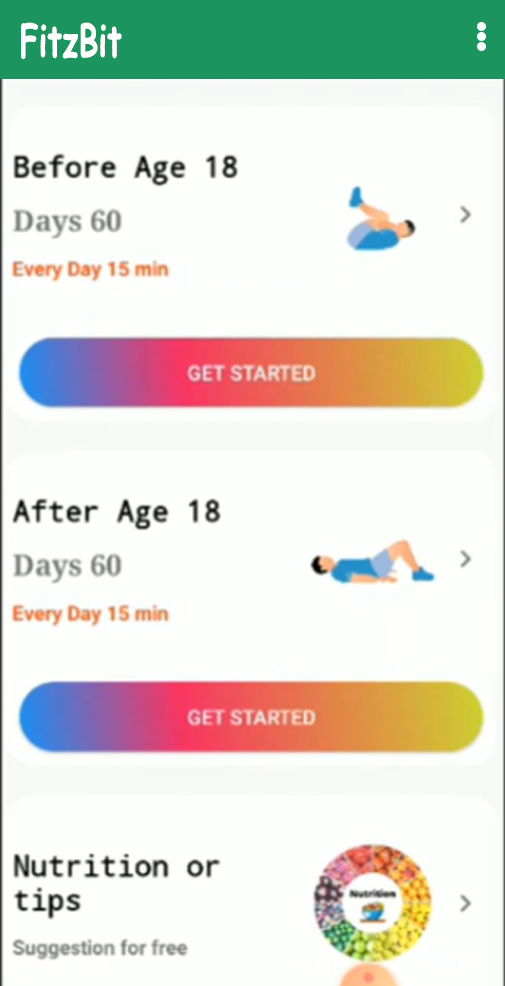 FitzBit
Before Age 18
Days 60
Every Day 15 min
GET STARTED
After Age 18
Days 60
Every Day 15 min
GET STARTED
Nutrition or
tips
Nutrition
Suggestion for free